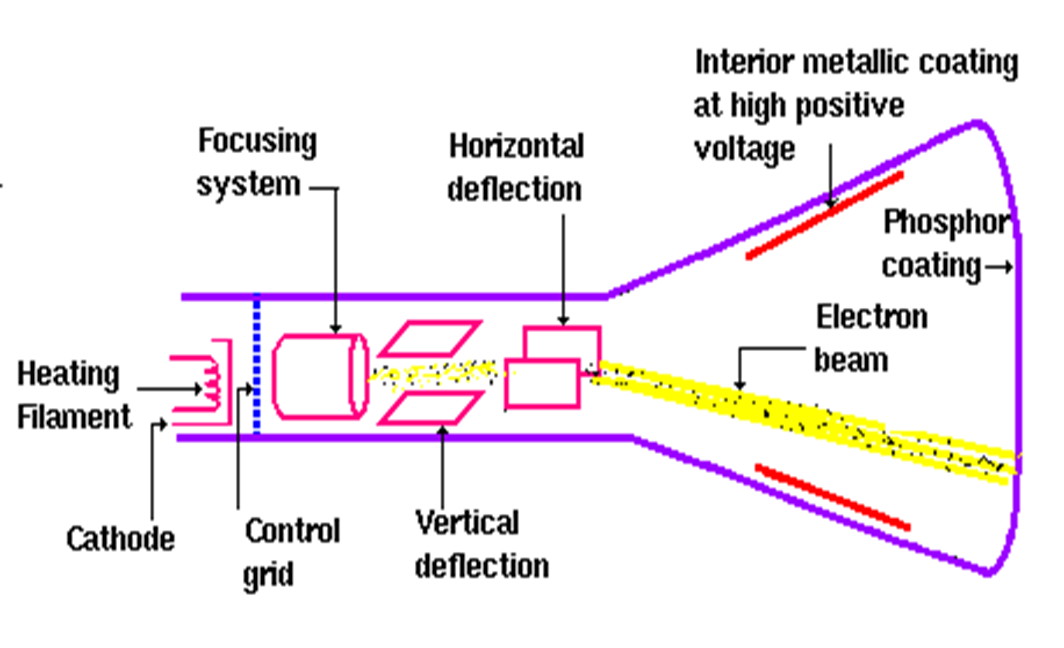 Interior metallic coating
at high positive
voltage
Focusing
system
Horizontal
deflection
Phosphor
coating
Electron
beam
Heating
Filament
Cathode
Control
grid
Vertical
deflection